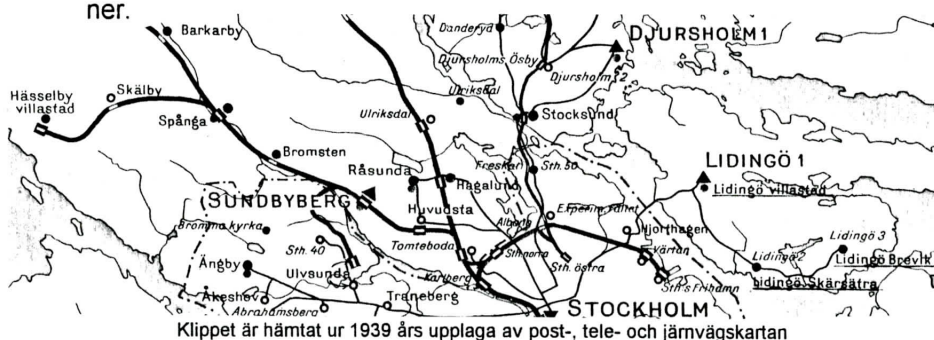 ner.
Barkarby
Danderyd
DJURSHOLM 1
Djursholms Ösby
Djursholm 2
Hässelby
villastad
Skälby
Ulriksdal
Ulriksdal
Spånga
Stocksund
Bromsten
Råsunda
Freskati
Sth. 50
LIDINGÖ 1
Lidingö villastad
SUNDBYBERG
Hagalund
Huvudsta
Albano
Experim.fältet
Hjorthagen
Bromma kyrka
Sth. 40
Tomteboda
Sth norra
Värtan
Lidingö 2
Lidingö 3
Lidingö Brevik
Ängby
Ulvsunda
Karlberg
Sth. östra
Sth:s Frihamn
Lidingö Skärsätra
Åkeshov
Abrahamsberg
Traneberg
STOCKHOLM
Klippet är hämtat ur 1939 års upplaga av post-, tele- och järnvägskartan